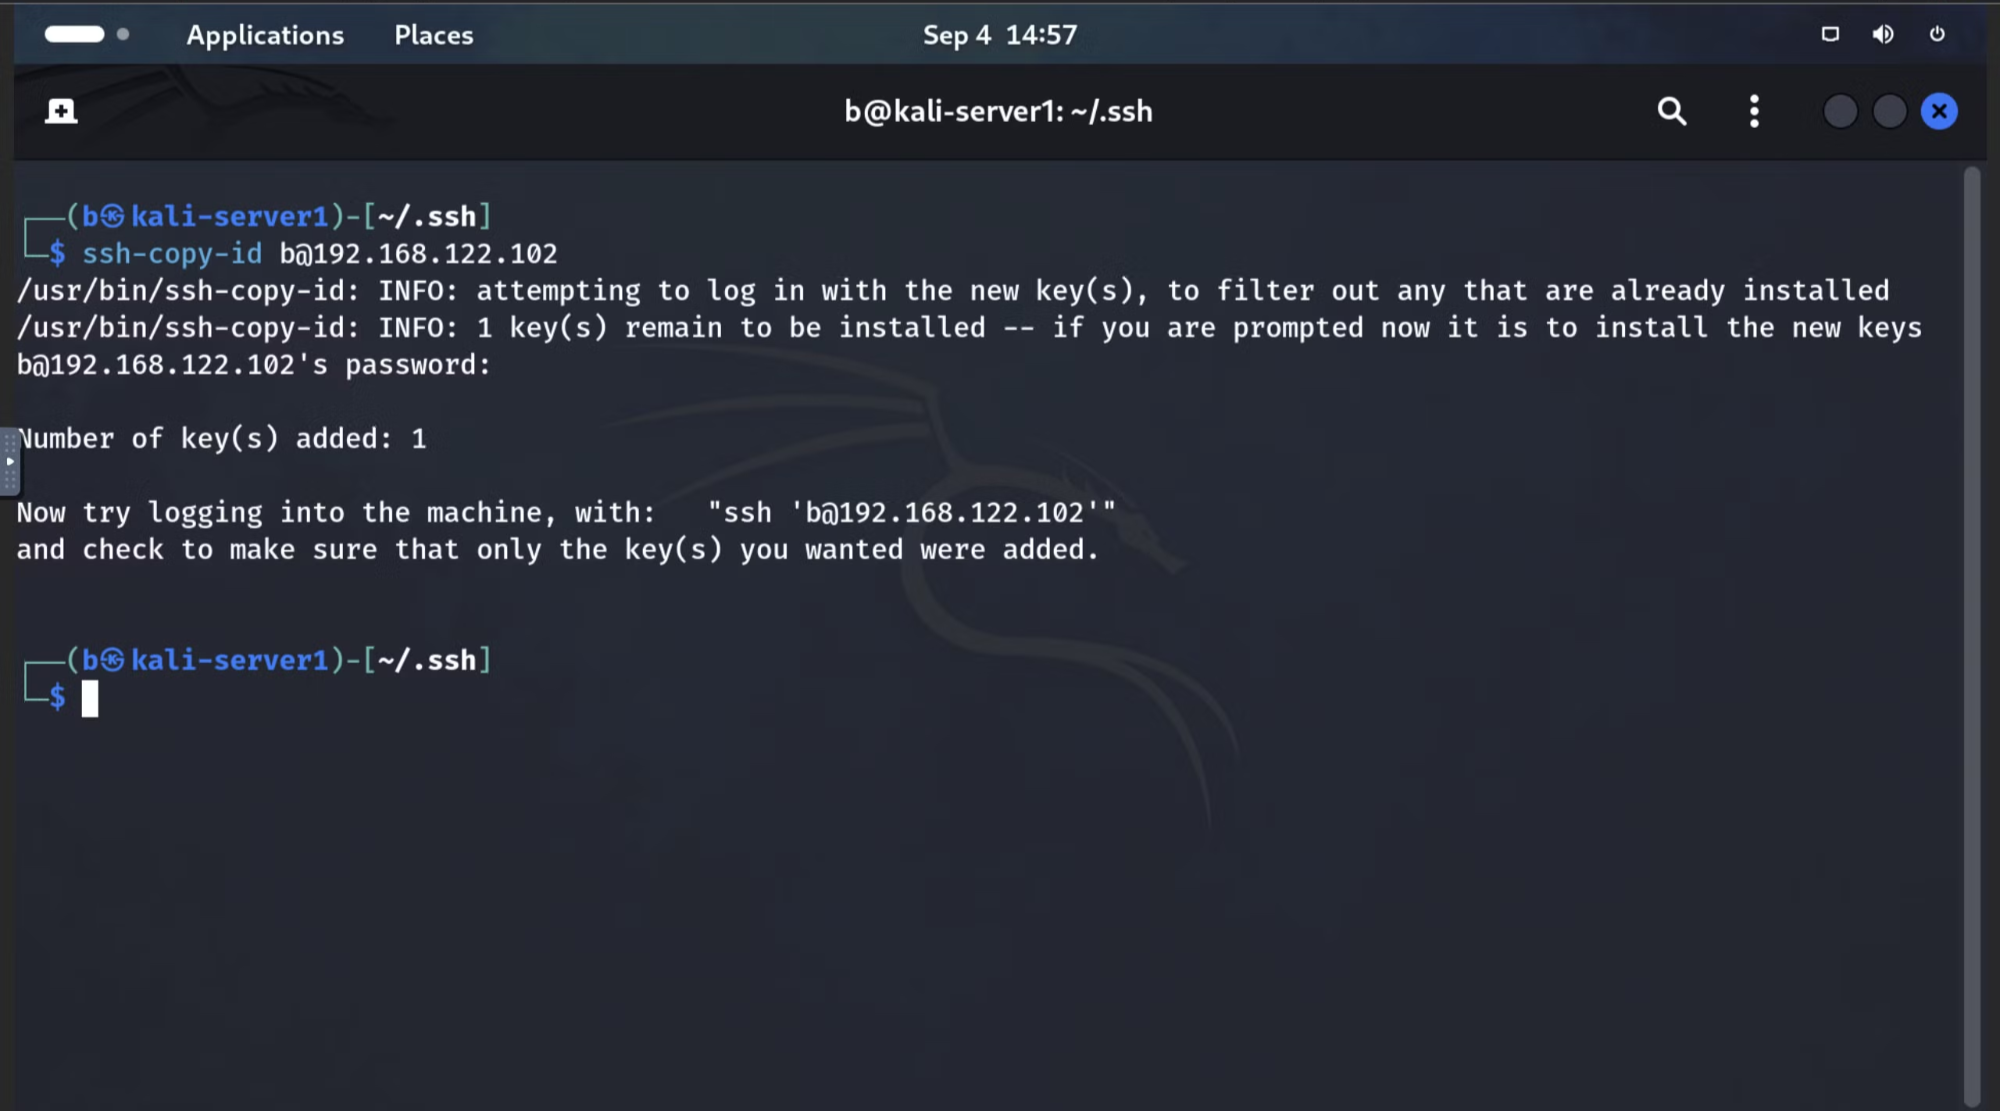 Applications Places Sep 4 14:57
b@kali-server1: ~/.ssh
┌──(b㉿kali-server1)-[~/.ssh]
└─$ ssh-copy-id b@192.168.122.102
/usr/bin/ssh-copy-id: INFO: attempting to log in with the new key(s), to filter out any that are already installed
/usr/bin/ssh-copy-id: INFO: 1 key(s) remain to be installed -- if you are prompted now it is to install the new keys
b@192.168.122.102's password:
Number of key(s) added: 1
Now try logging into the machine, with:   "ssh 'b@192.168.122.102'"
and check to make sure that only the key(s) you wanted were added.
┌──(b㉿kali-server1)-[~/.ssh]
└─$